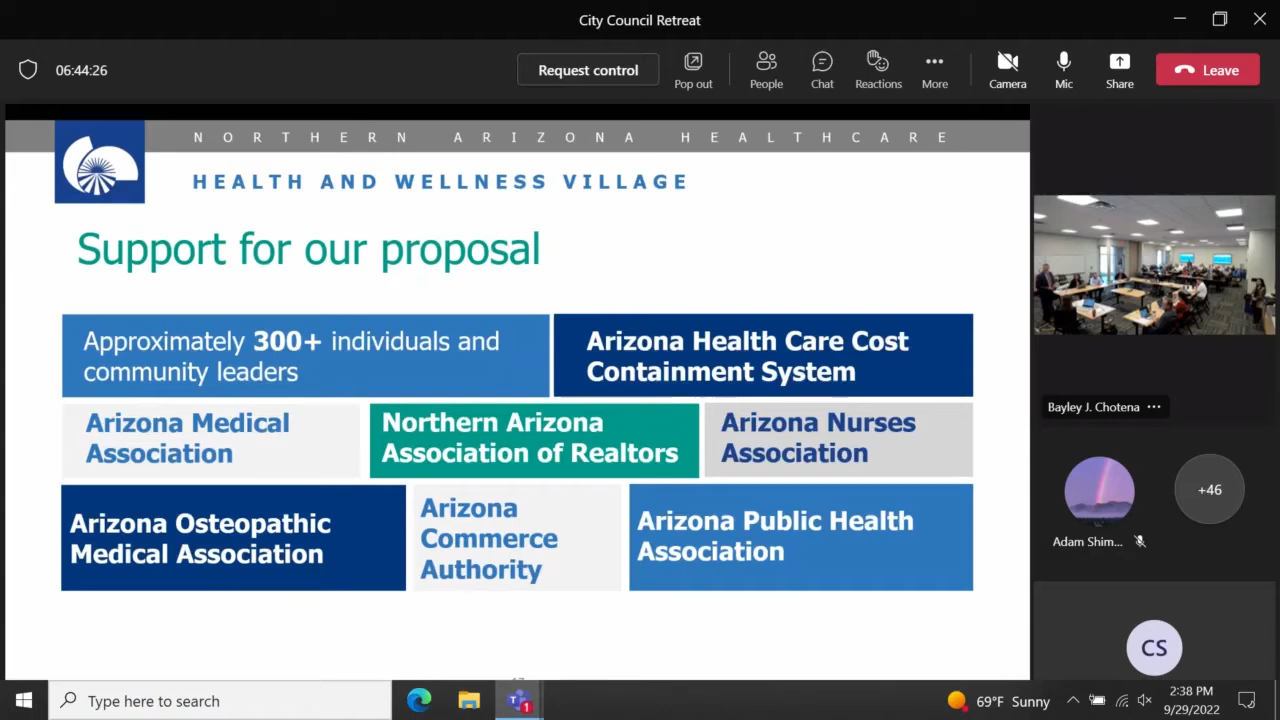 City Council Retreat
06:44:26
Request control
Pop out
People
Chat
Reactions
More
Camera
Mic
Share
Leave
NORTHERN ARIZONA HEALTHCARE
HEALTH AND WELLNESS VILLAGE
Support for our proposal
Approximately 300+ individuals and
community leaders
Arizona Health Care Cost
Containment System
Arizona Medical
Association
Northern Arizona
Association of Realtors
Arizona Nurses
Association
Arizona Osteopathic
Medical Association
Arizona
Commerce
Authority
Arizona Public Health
Association
Bayley J. Chotena
+46
Adam Shim...
CS
Type here to search
1
69°F Sunny
2:38 PM
9/29/2022